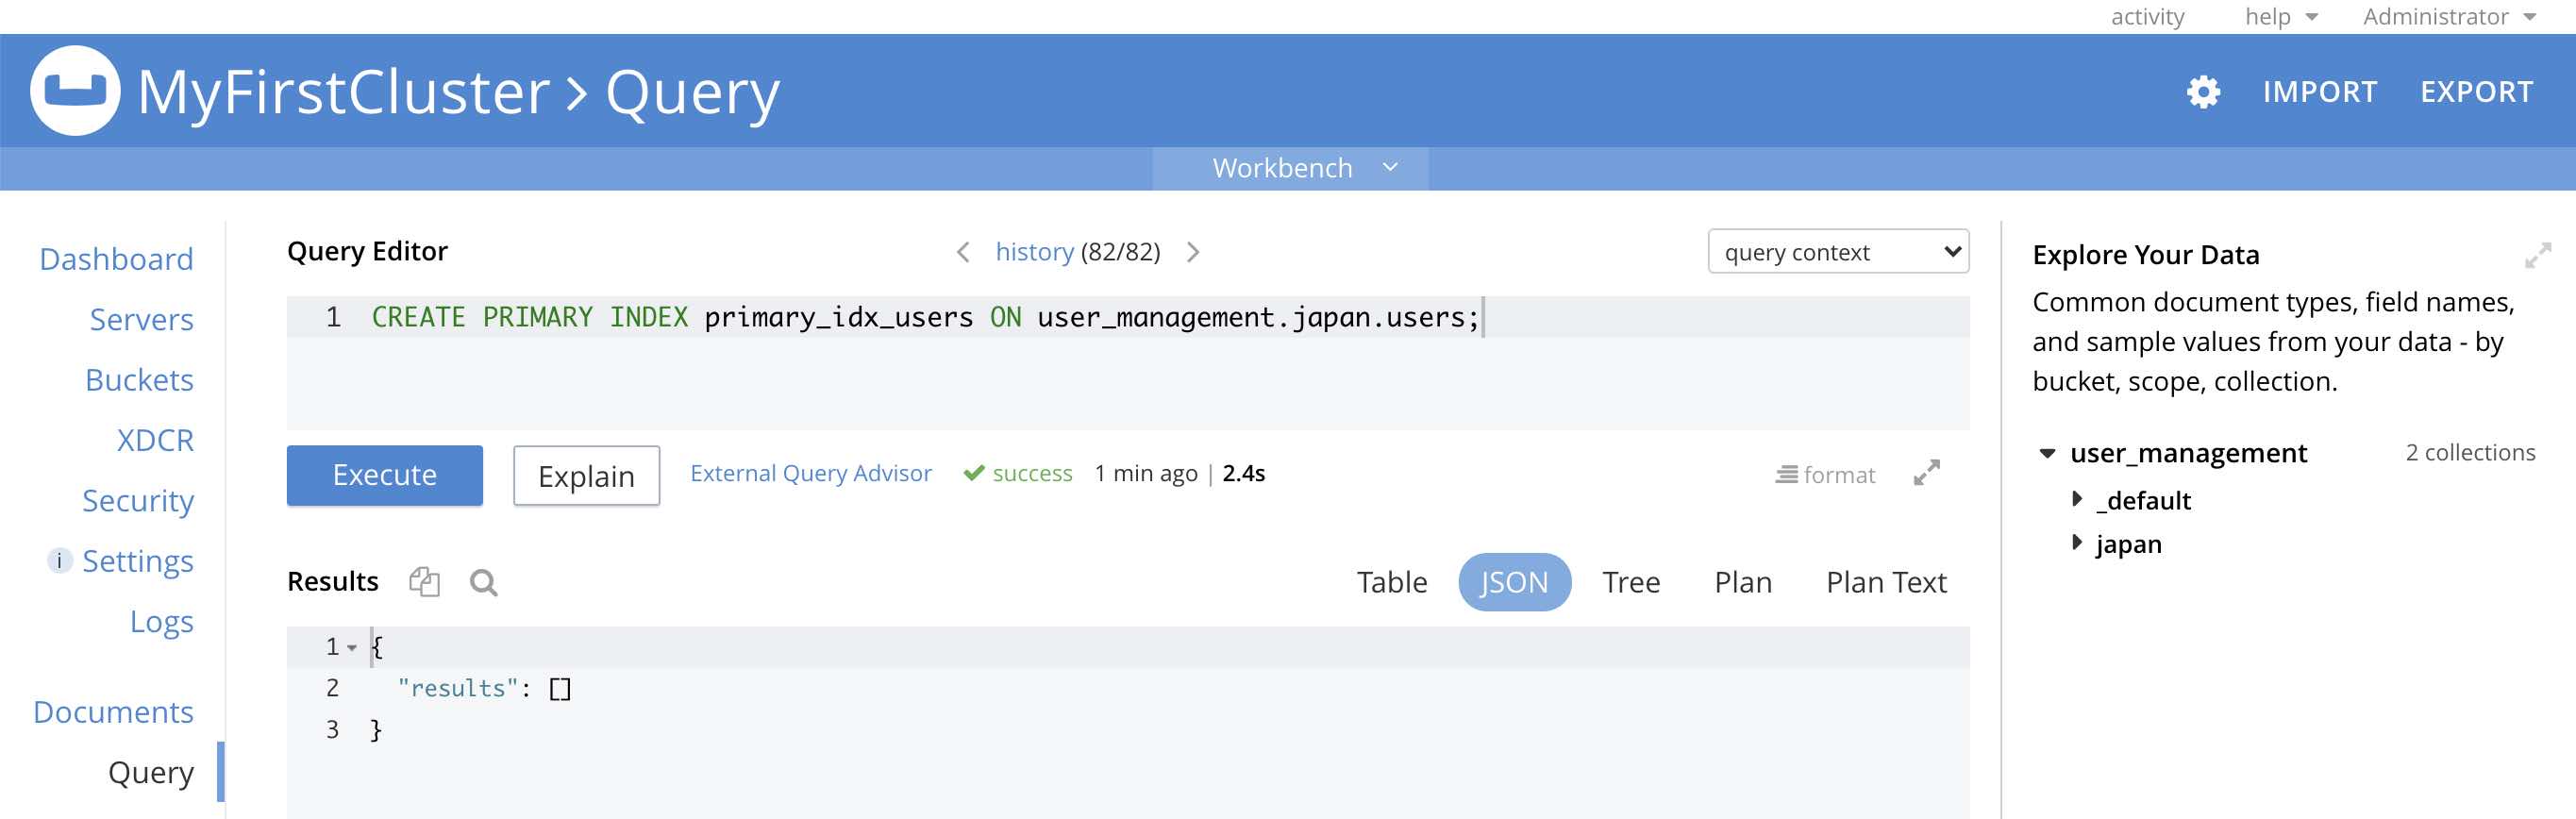 activity help Administrator
MyFirstCluster > Query
IMPORT EXPORT
Workbench
Dashboard
Servers
Buckets
XDCR
Security
i Settings
Logs
Documents
Query
Query Editor
history (82/82)
query context
1 CREATE PRIMARY INDEX primary_idx_users ON user_management.japan.users;
Execute Explain External Query Advisor success 1 min ago | 2.4s
format
Results
Table JSON Tree Plan Plan Text
1 {
2 "results": []
3 }
Explore Your Data
Common document types, field names,
and sample values from your data - by
bucket, scope, collection.
user_management 2 collections
_default
japan